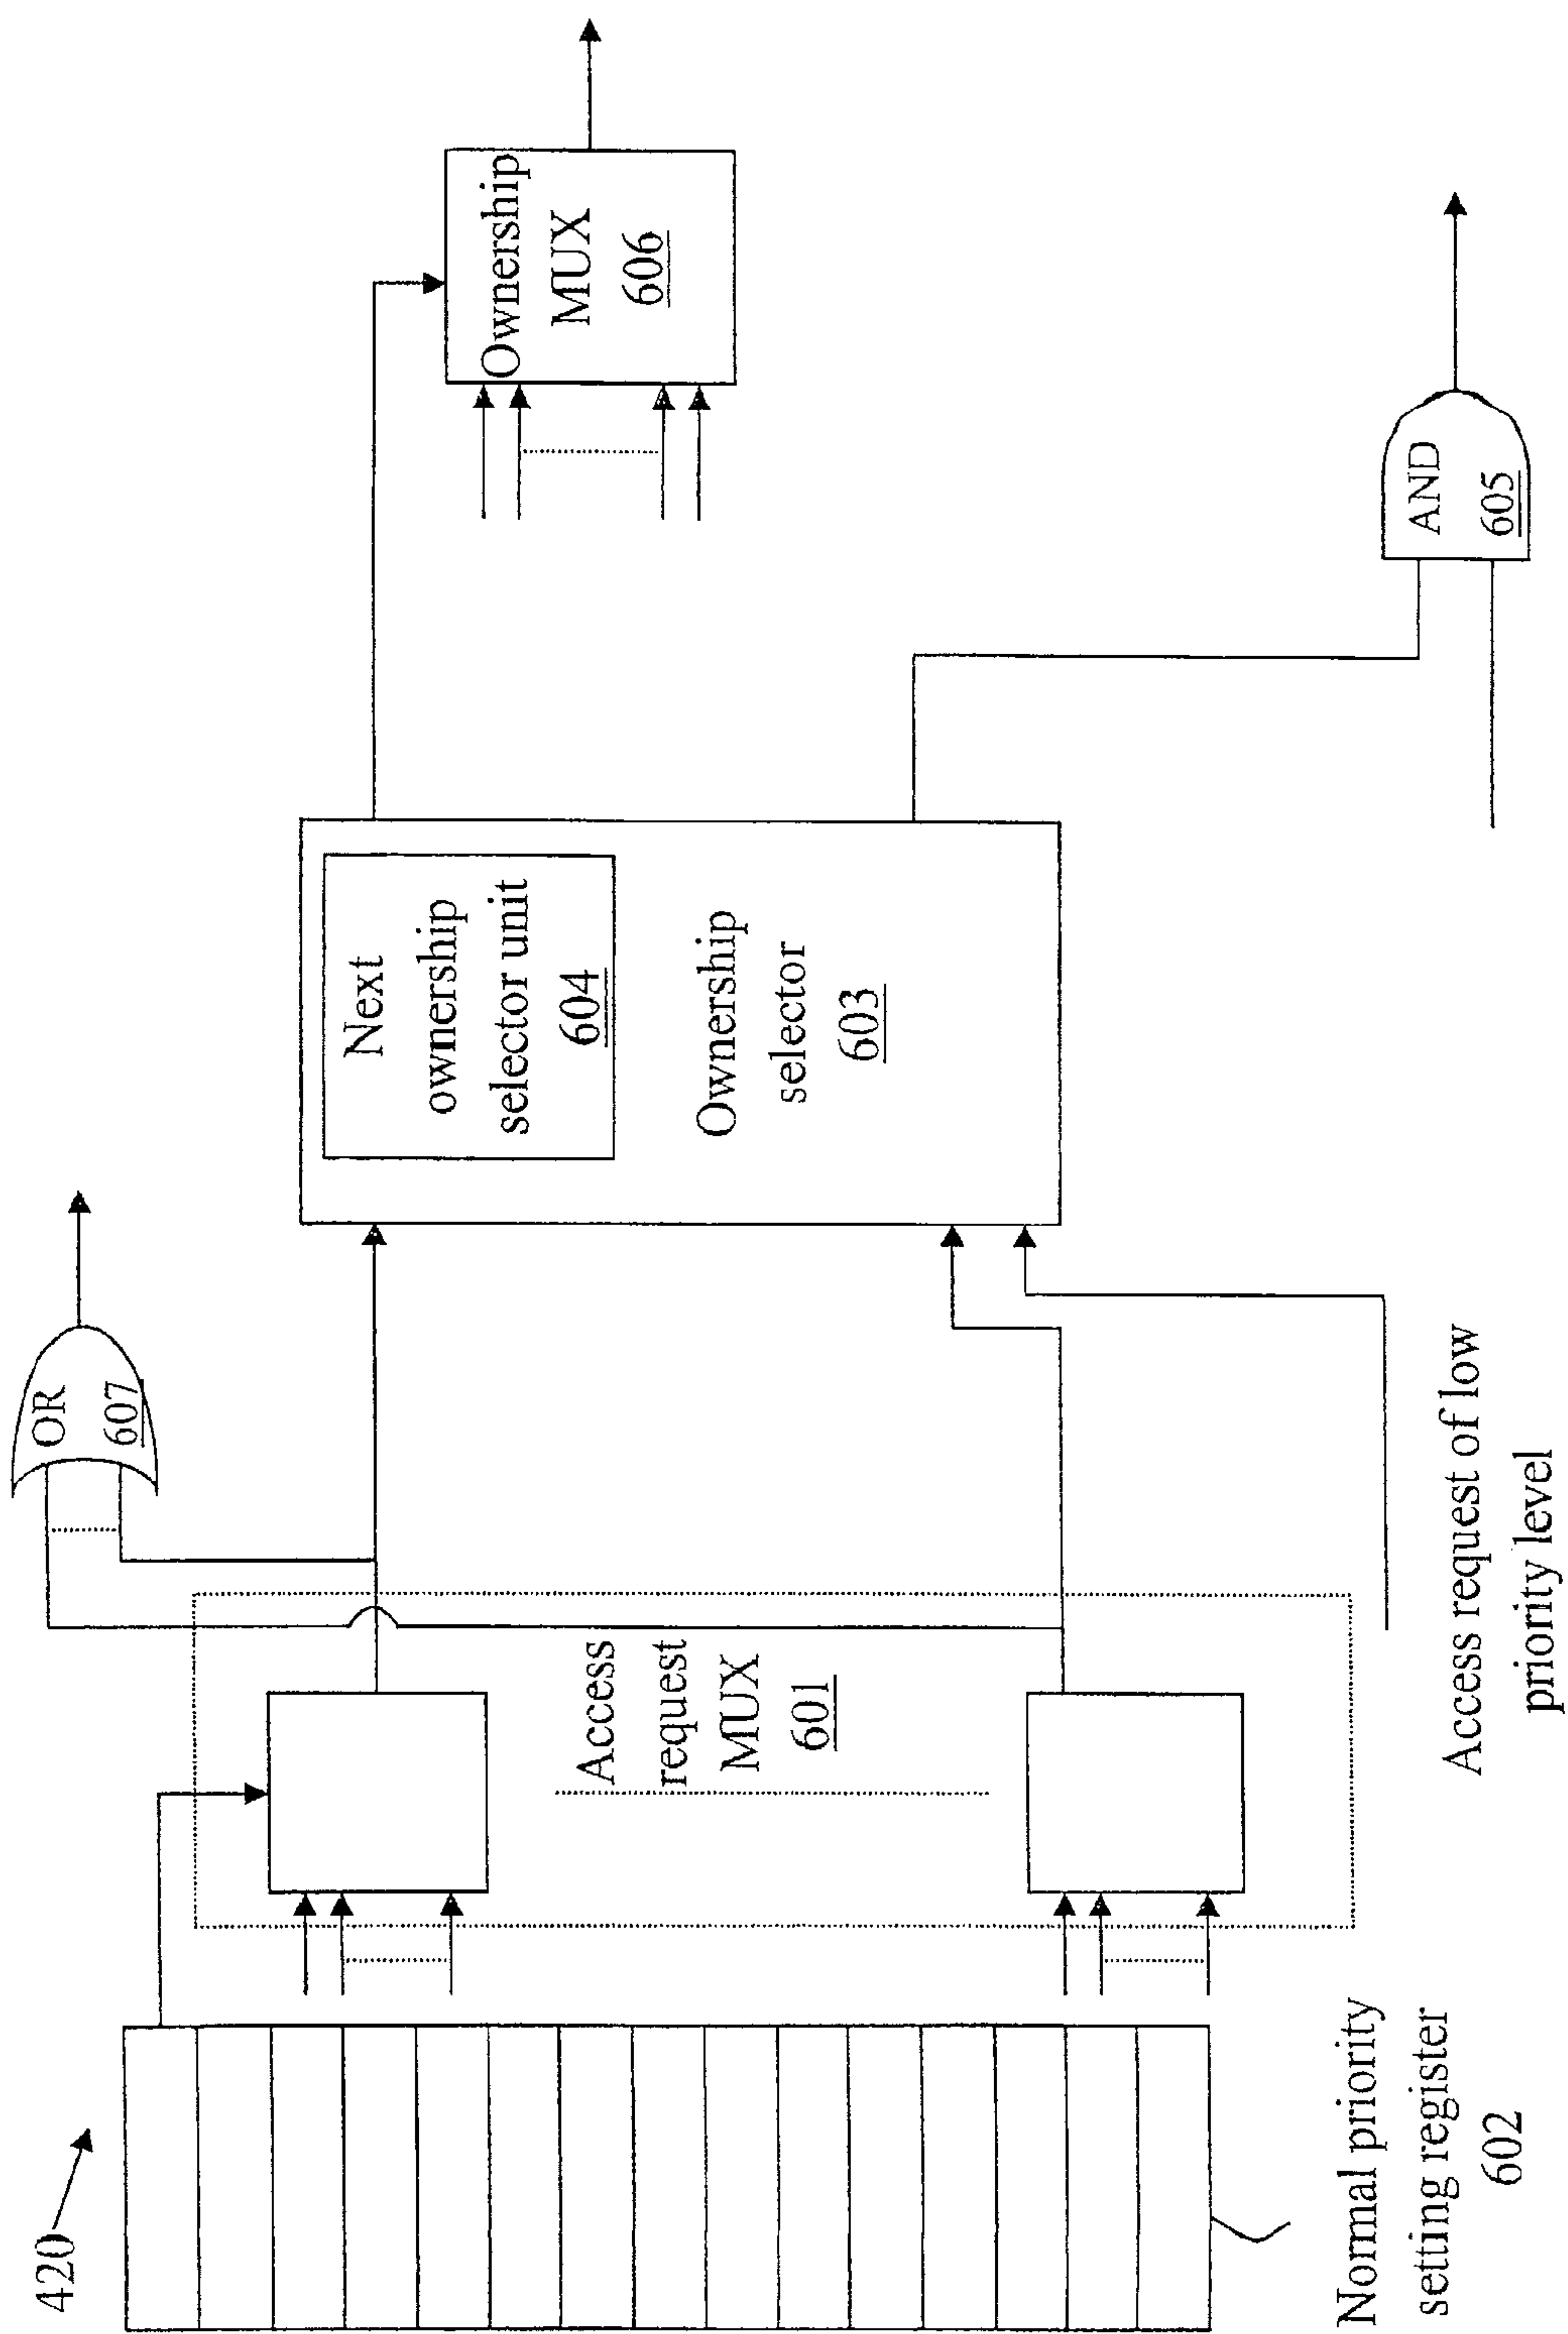 420
Normal priority
setting register
602
Access
request
MUX
601
OR
607
Access request of low
priority level
Next
ownership
selector unit
604
Ownership
selector
603
Ownership
MUX
606
AND
605